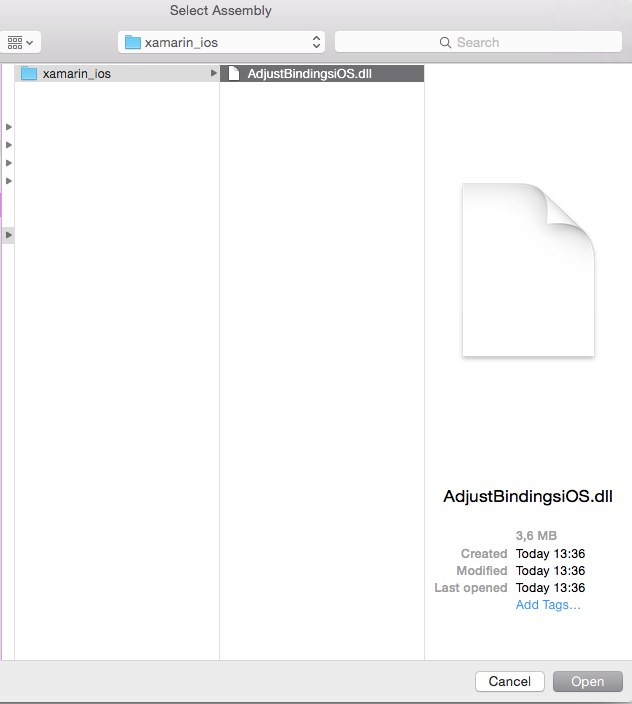 Select Assembly
xamarin_ios
Search
xamarin_ios
AdjustBindingsiOS.dll
AdjustBindingsiOS.dll
3,6 MB
Created Today 13:36
Modified Today 13:36
Last opened Today 13:36
Add Tags...
Cancel
Open